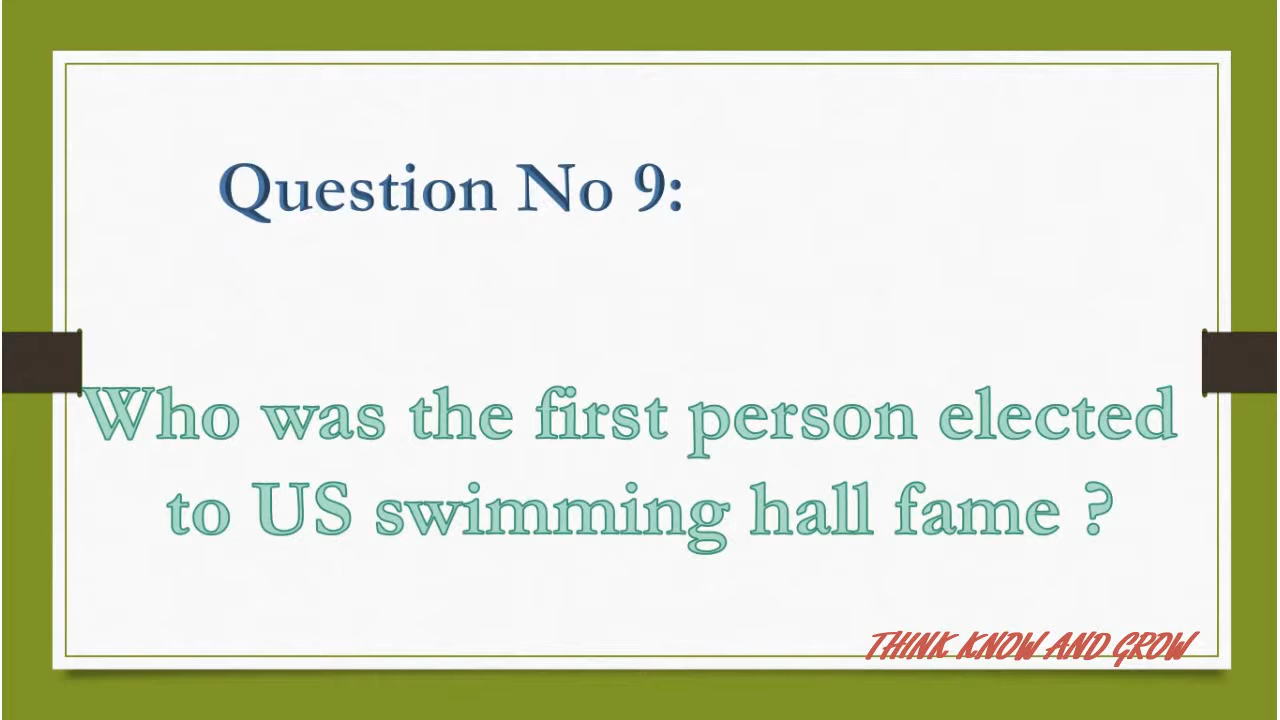 Question No 9:
Who was the first person elected
to US swimming hall fame ?
THINK KNOW AND GROW